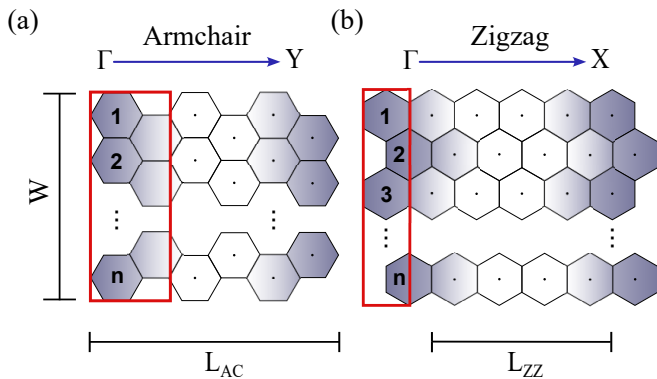 (a)
Armchair
Γ Y
1
2
⋮ ⋮
n
W
L_AC
(b)
Zigzag
Γ X
1
2
3
⋮ ⋮
n
L_ZZ